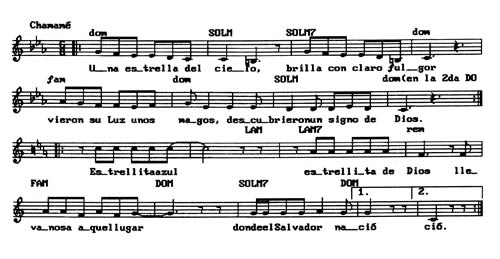 Chamamé
dom SOLM SOLM7 dom
U_na es_trella del cie_lo, brilla con claro ful_gor
fam dom SOLM dom(en la 2da DO
vieron su Luz unos ma_gos, des_cu_brieronun signo de Dios.
LAM LAM7 rem
Es_trellitaazul es_trelli_ta de Dios lle_
FAM DOM SOLM7 DOM
1. 2.
va_nosa a_quellugar dondeelSalvador na_ció ció.